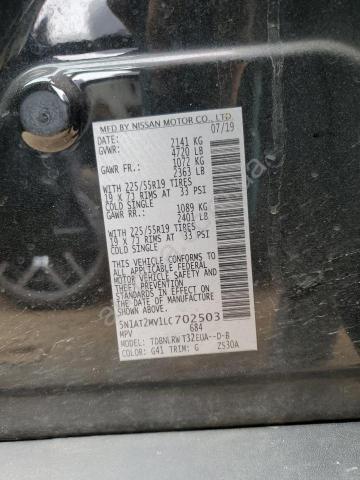 MFD BY NISSAN MOTOR CO., LTD
DATE: 07/19
GVWR: 2141 KG
4720 LB
GAWR FR.: 1072 KG
2363 LB
WITH 225/55R19 TIRES
19 X 7J RIMS AT 33 PSI
COLD SINGLE
GAWR RR.: 1089 KG
2401 LB
WITH 225/55R19 TIRES
19 X 7J RIMS AT 33 PSI
COLD SINGLE
THIS VEHICLE CONFORMS TO ALL
APPLICABLE FEDERAL MOTOR
VEHICLE SAFETY, BUMPER, AND
THEFT PREVENTION STANDARDS
IN EFFECT ON THE DATE OF
MANUFACTURE SHOWN ABOVE.
5N1AT2MV1LC702503
MPV 684
MODEL: TDBNLRWT32EUA--D-B
COLOR: G41 TRIM: G ZS30A